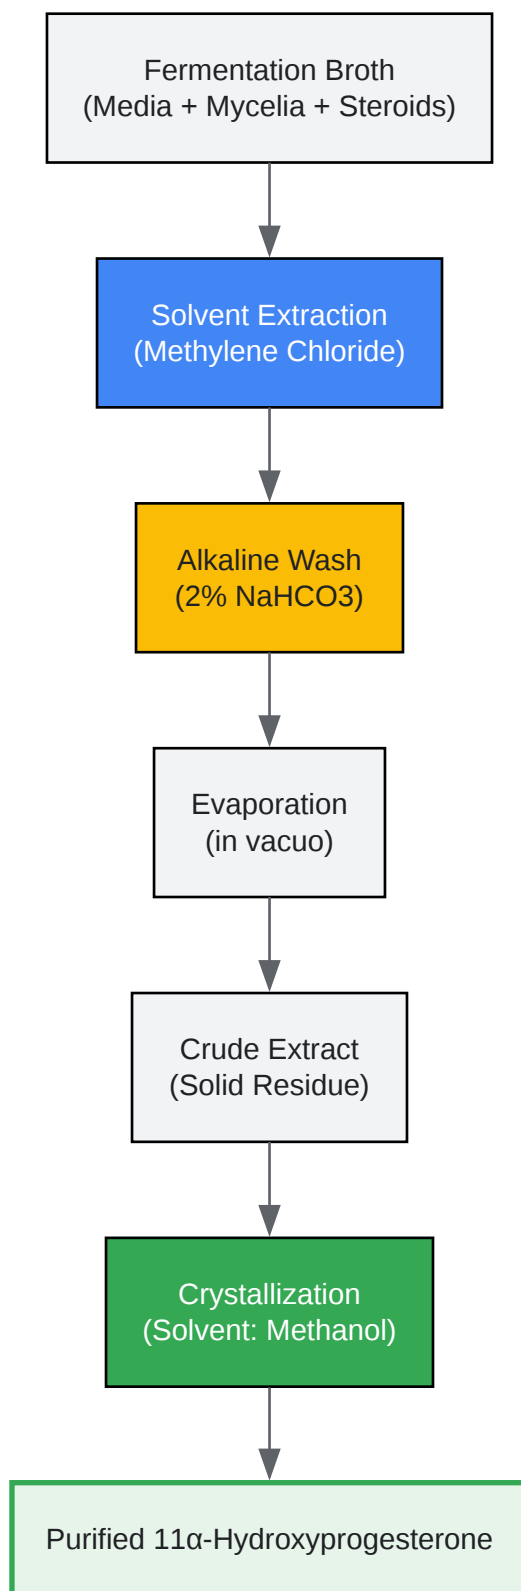 Fermentation Broth
(Media + Mycelia + Steroids)
Solvent Extraction
(Methylene Chloride)
Alkaline Wash
(2% NaHCO3)
Evaporation
(in vacuo)
Crude Extract
(Solid Residue)
Crystallization
(Solvent: Methanol)
Purified 11α-Hydroxyprogesterone